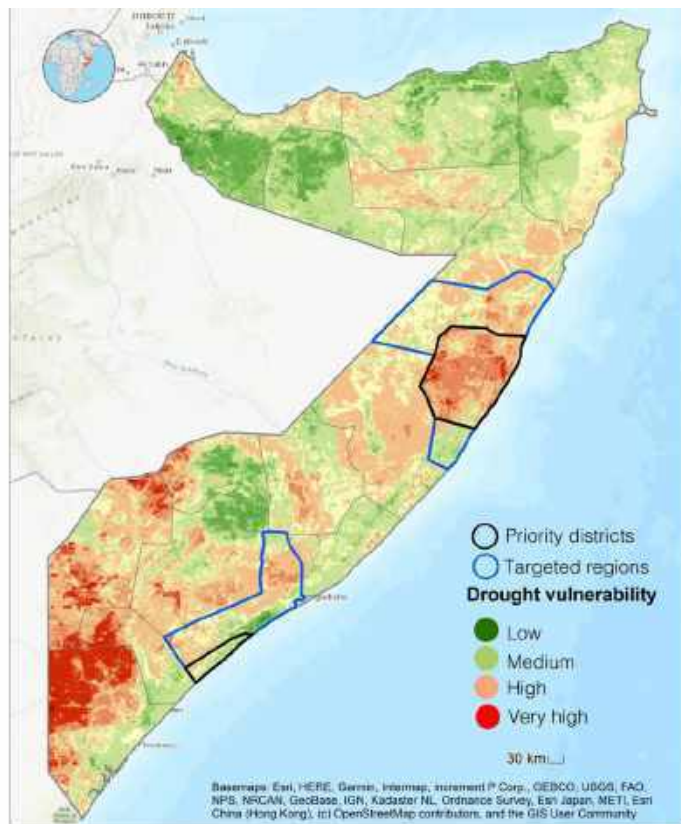 DJIBOUTI
Priority districts
Targeted regions
Drought vulnerability
Low
Medium
High
Very high
30 km
Basemaps: Esri, HERE, Garmin, Intermap, increment P Corp., GEBCO, USGS, FAO,
NPS, NRCAN, GeoBase, IGN, Kadaster NL, Ordnance Survey, Esri Japan, METI, Esri
China (Hong Kong), (c) OpenStreetMap contributors, and the GIS User Community